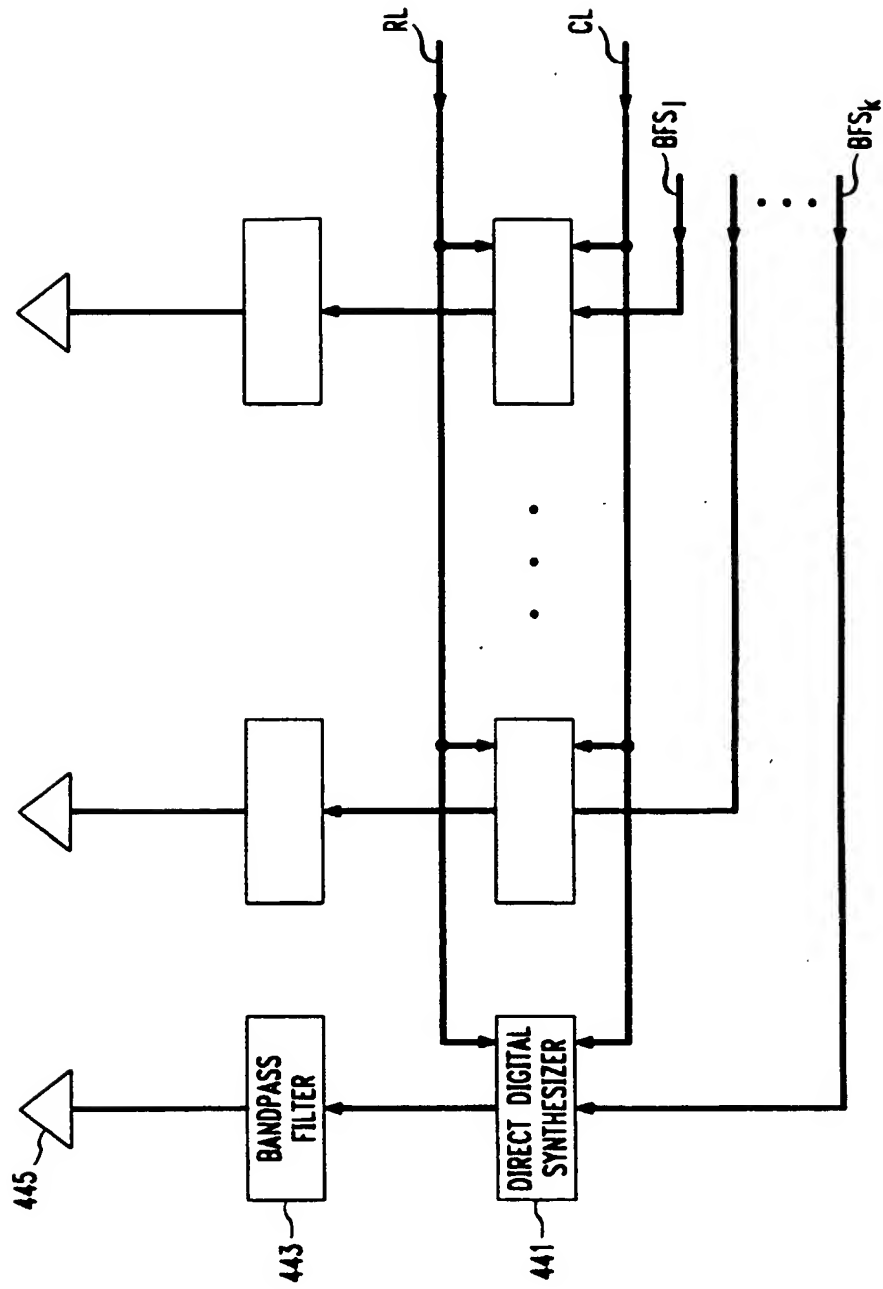 445
BANDPASS
FILTER
443
DIRECT DIGITAL
SYNTHESIZER
441
RL
CL
BFS1
BFSk